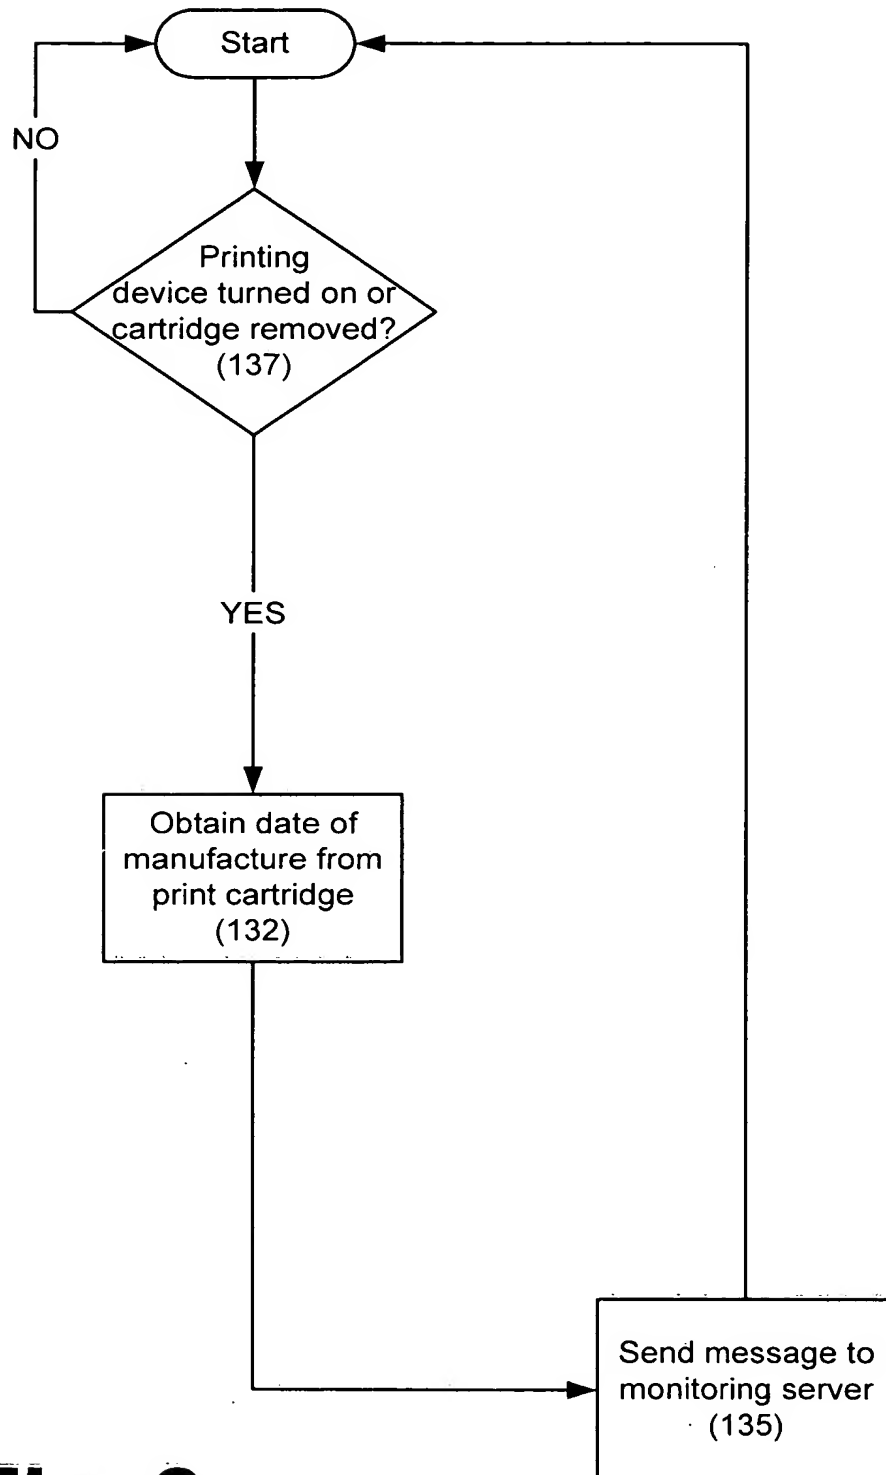 Start
NO
Printing
device turned on or
cartridge removed?
(137)
YES
Obtain date of
manufacture from
print cartridge
(132)
Send message to
monitoring server
(135)